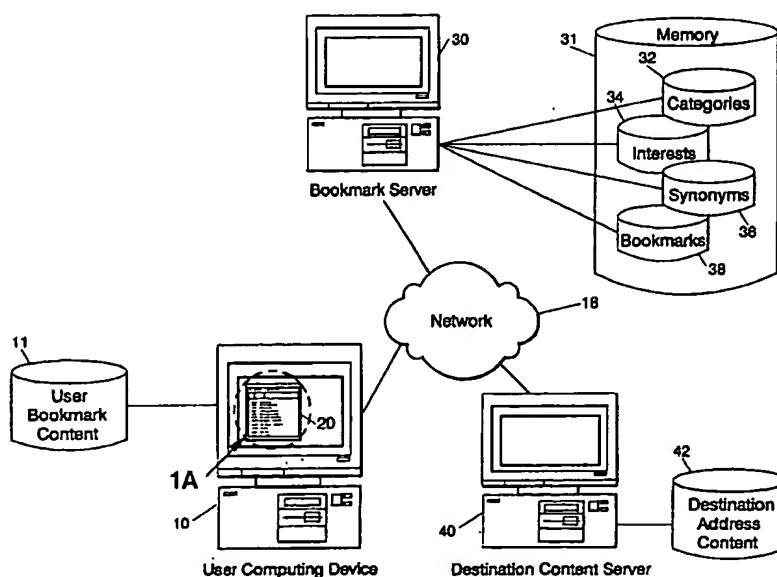 30
31
Memory
32
Categories
34
Interests
Synonyms
36
Bookmarks
38
Bookmark Server
Network
16
11
User
Bookmark
Content
20
1A
10
User Computing Device
40
Destination Content Server
42
Destination
Address
Content